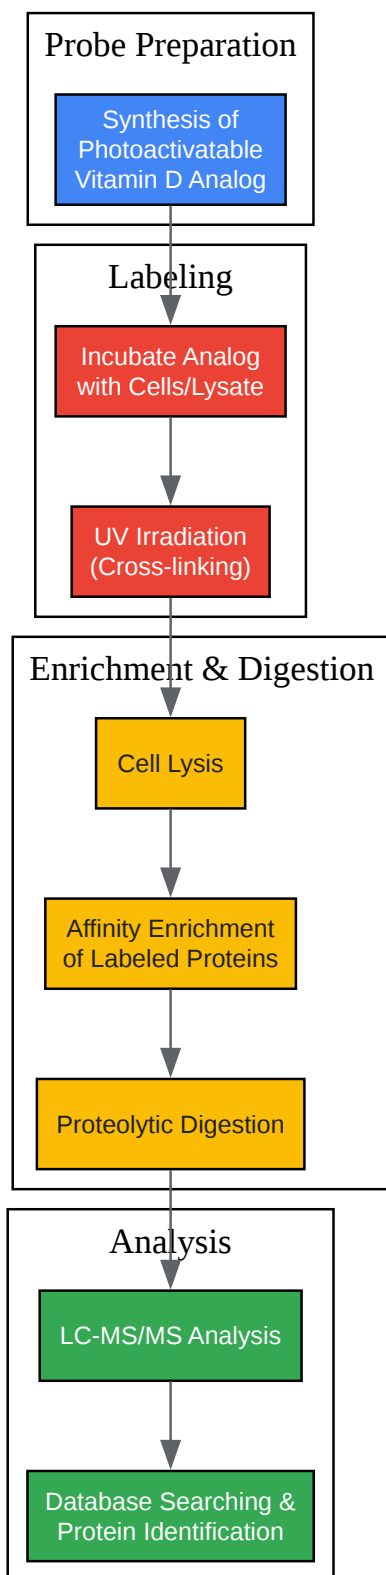 Probe Preparation
Synthesis of
Photoactivatable
Vitamin D Analog
Labeling
Incubate Analog
with Cells/Lysate
UV Irradiation
(Cross-linking)
Enrichment & Digestion
Cell Lysis
Affinity Enrichment
of Labeled Proteins
Proteolytic Digestion
Analysis
LC-MS/MS Analysis
Database Searching &
Protein Identification